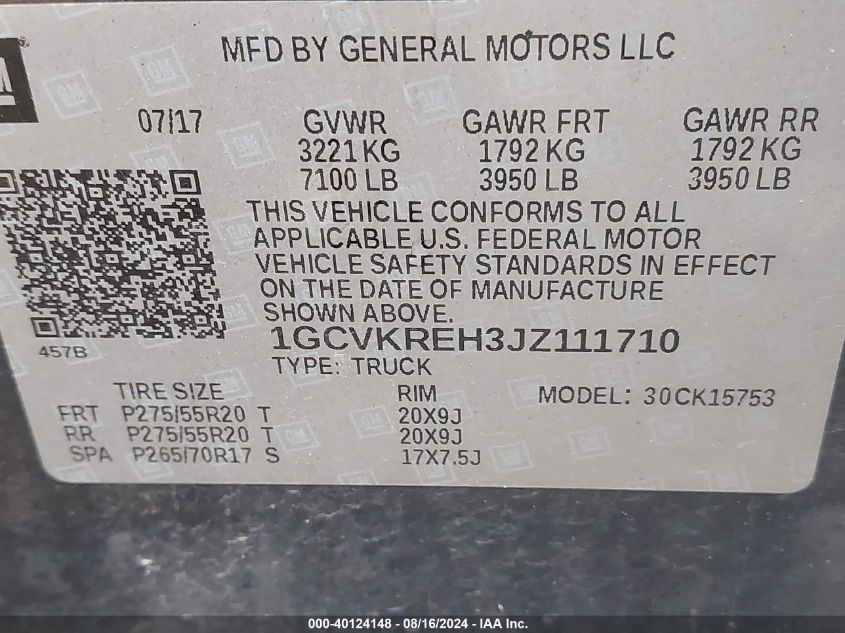 MFD BY GENERAL MOTORS LLC
07/17 GVWR GAWR FRT GAWR RR
3221 KG 1792 KG 1792 KG
7100 LB 3950 LB 3950 LB
THIS VEHICLE CONFORMS TO ALL
APPLICABLE U.S. FEDERAL MOTOR
VEHICLE SAFETY STANDARDS IN EFFECT
ON THE DATE OF MANUFACTURE
SHOWN ABOVE.
1GCVKREH3JZ111710
457B
TYPE: TRUCK
TIRE SIZE RIM MODEL: 30CK15753
FRT P275/55R20 T 20X9J
RR P275/55R20 T 20X9J
SPA P265/70R17 S 17X7.5J
000-40124148 - 08/16/2024 - IAA Inc.